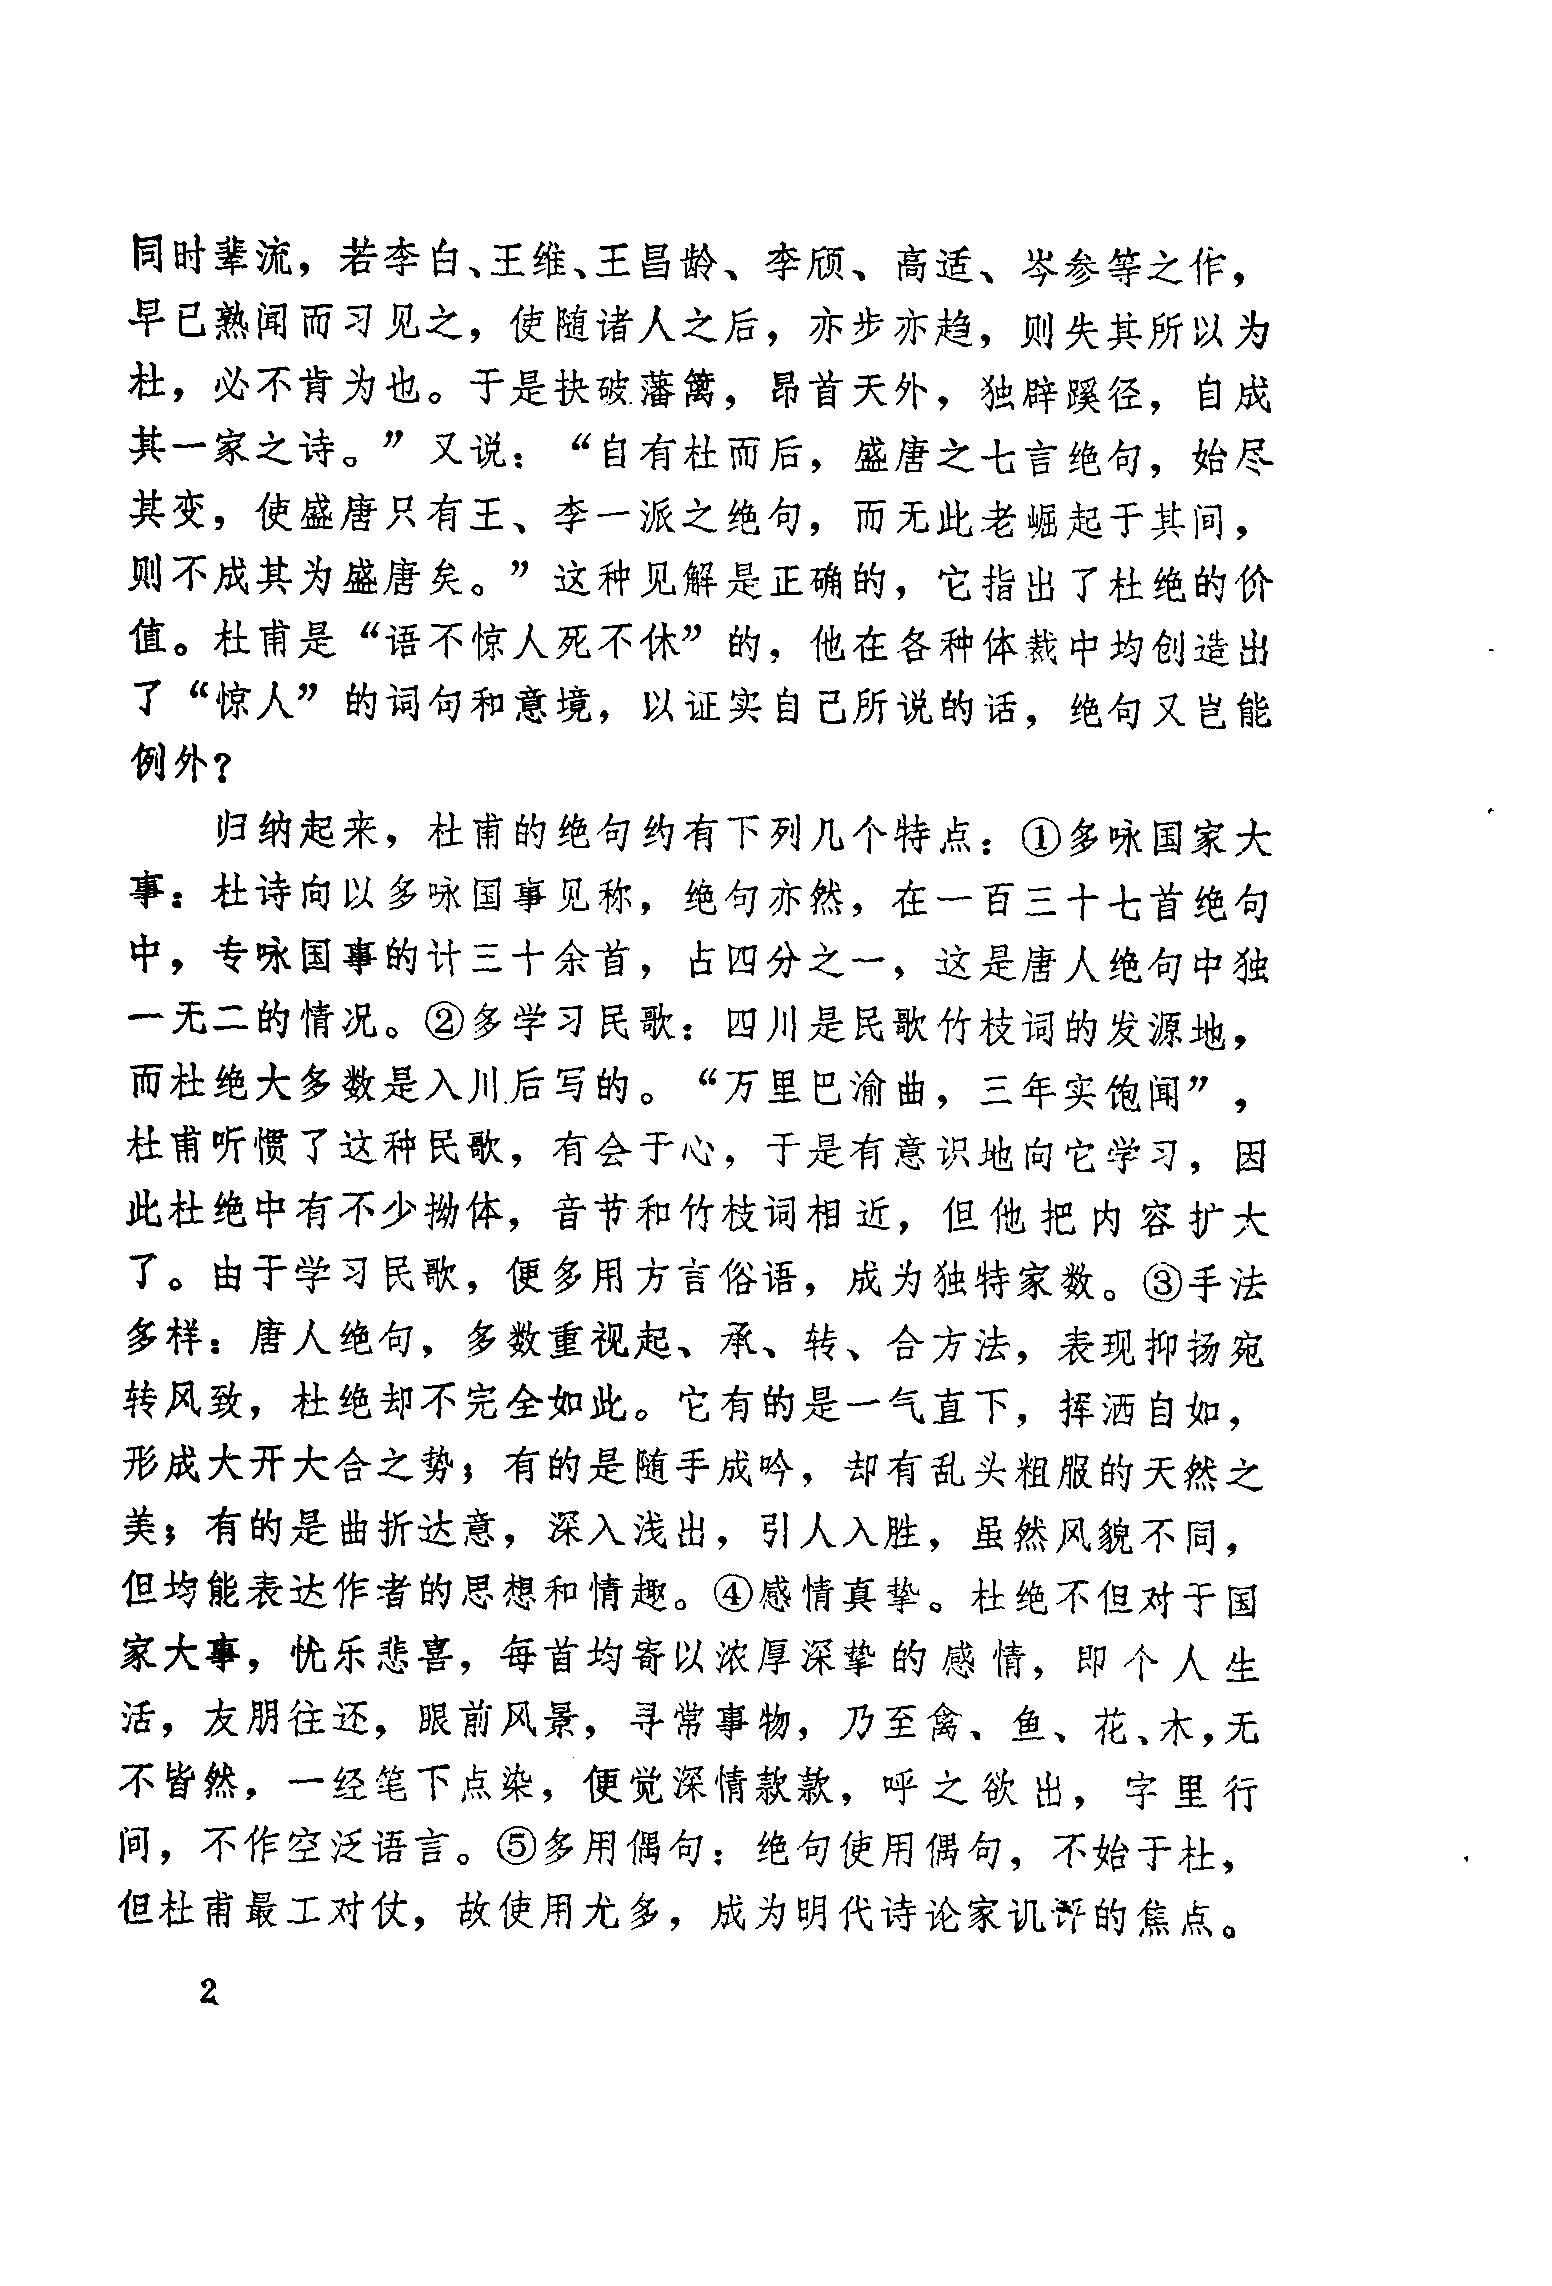 同时辈流，若李白、王维、王昌龄、李颀、高适、岑参等之作，
早已熟闻而习见之，使随诸人之后，亦步亦趋，则失其所以为
杜，必不肯为也。于是抉破藩篱，昂首天外，独辟蹊径，自成
其一家之诗。”又说：“自有杜而后，盛唐之七言绝句，始尽
其变，使盛唐只有王、李一派之绝句，而无此老崛起于其间，
则不成其为盛唐矣。”这种见解是正确的，它指出了杜绝的价
值。杜甫是“语不惊人死不休”的，他在各种体裁中均创造出
了“惊人”的词句和意境，以证实自己所说的话，绝句又岂能
例外？
归纳起来，杜甫的绝句约有下列几个特点：①多咏国家大
事：杜诗向以多咏国事见称，绝句亦然，在一百三十七首绝句
中，专咏国事的计三十余首，占四分之一，这是唐人绝句中独
一无二的情况。②多学习民歌：四川是民歌竹枝词的发源地，
而杜绝大多数是入川后写的。“万里巴渝曲，三年实饱闻”，
杜甫听惯了这种民歌，有会于心，于是有意识地向它学习，因
此杜绝中有不少拗体，音节和竹枝词相近，但他把内容扩大
了。由于学习民歌，便多用方言俗语，成为独特家数。③手法
多样：唐人绝句，多数重视起、承、转、合方法，表现抑扬宛
转风致，杜绝却不完全如此。它有的是一气直下，挥洒自如，
形成大开大合之势；有的是随手成吟，却有乱头粗服的天然之
美；有的是曲折达意，深入浅出，引人入胜，虽然风貌不同，
但均能表达作者的思想和情趣。④感情真挚。杜绝不但对于国
家大事，忧乐悲喜，每首均寄以浓厚深挚的感情，即个人生
活，友朋往还，眼前风景，寻常事物，乃至禽、鱼、花、木，无
不皆然，一经笔下点染，便觉深情款款，呼之欲出，字里行
间，不作空泛语言。⑤多用偶句：绝句使用偶句，不始于杜，
但杜甫最工对仗，故使用尤多，成为明代诗论家讥评的焦点。
2